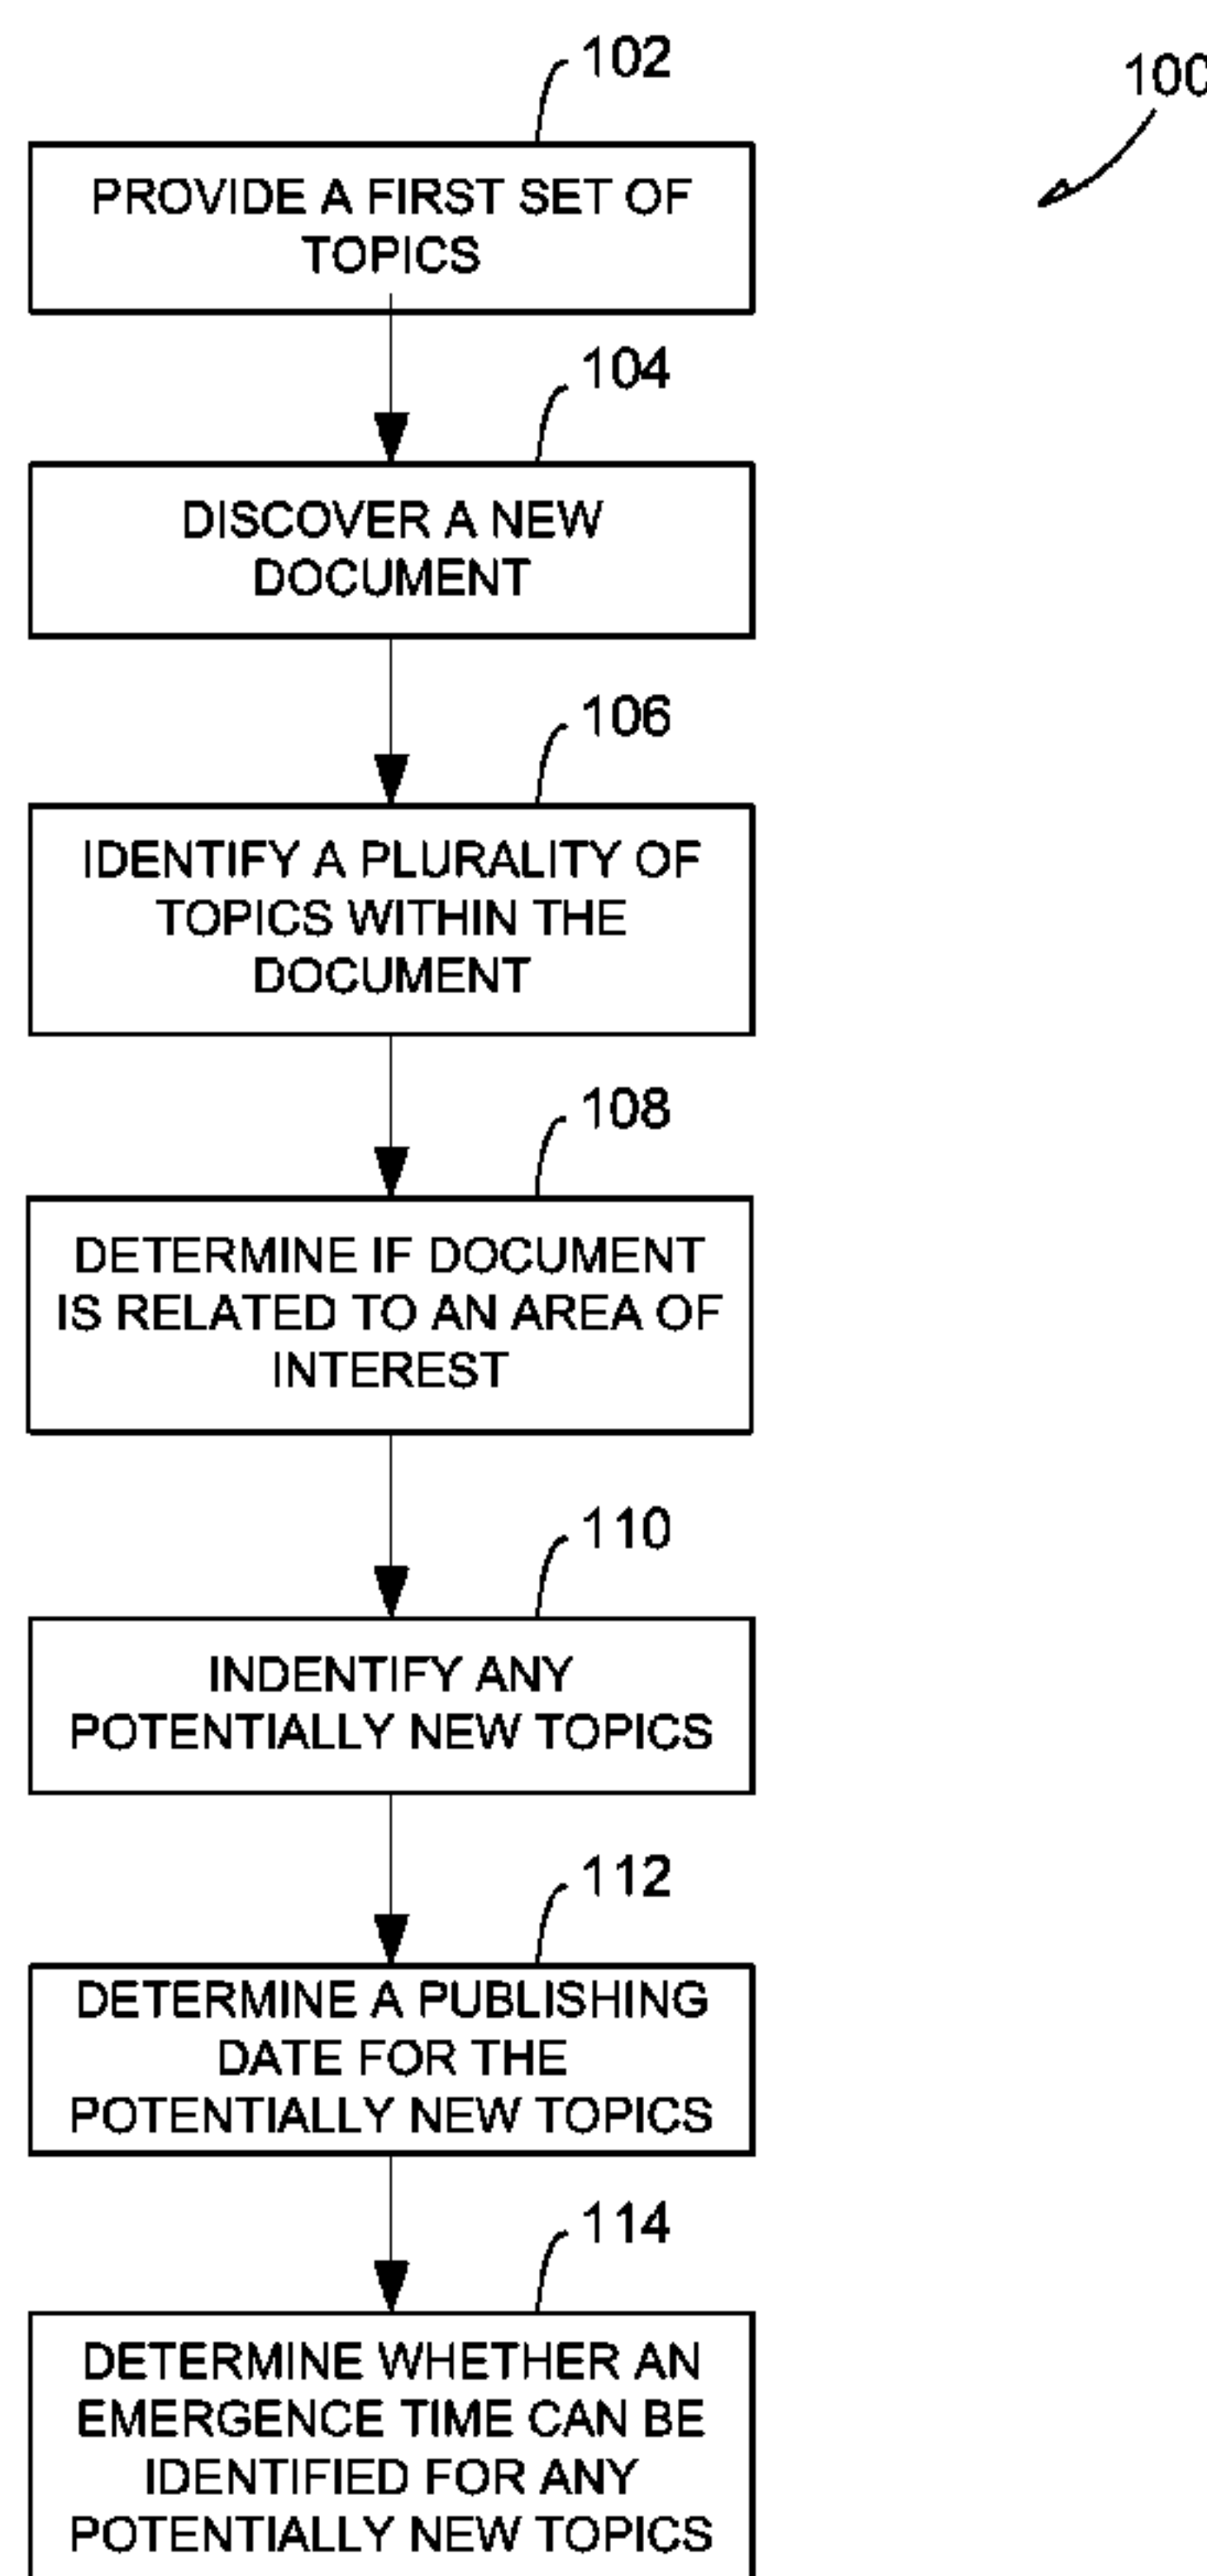 102
100
PROVIDE A FIRST SET OF
TOPICS
104
DISCOVER A NEW
DOCUMENT
106
IDENTIFY A PLURALITY OF
TOPICS WITHIN THE
DOCUMENT
108
DETERMINE IF DOCUMENT
IS RELATED TO AN AREA OF
INTEREST
110
INDENTIFY ANY
POTENTIALLY NEW TOPICS
112
DETERMINE A PUBLISHING
DATE FOR THE
POTENTIALLY NEW TOPICS
114
DETERMINE WHETHER AN
EMERGENCE TIME CAN BE
IDENTIFIED FOR ANY
POTENTIALLY NEW TOPICS